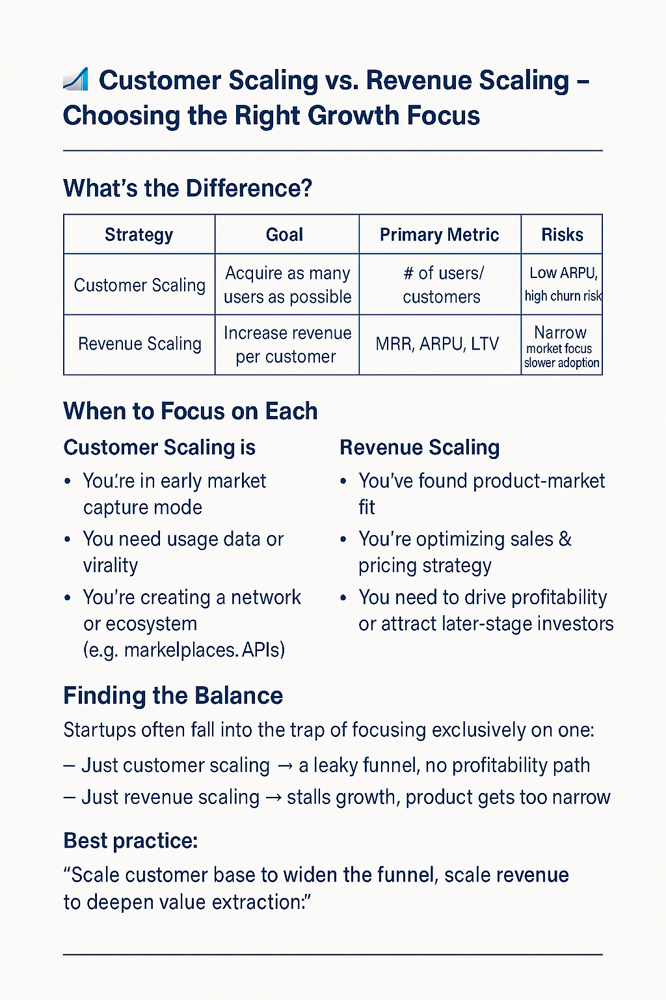 Customer Scaling vs. Revenue Scaling –
Choosing the Right Growth Focus
What's the Difference?
Strategy Goal Primary Metric Risks
Customer Scaling
Acquire as many
users as possible
# of users/
customers
Low ARPU,
high churn risk
Revenue Scaling
Increase revenue
per customer
MRR, ARPU, LTV
Narrow
market focus
slower adoption
When to Focus on Each
Customer Scaling is
• You:re in early market
capture mode
• You need usage data or
virality
• You're creating a network
or ecosystem
(e.g. markelplaces. APIs)
Revenue Scaling
• You've found product-market
fit
• You're optimizing sales &
pricing strategy
• You need to drive profitability
or attract later-stage investors
Finding the Balance
Startups often fall into the trap of focusing exclusively on one:
– Just customer scaling → a leaky funnel, no profitability path
– Just revenue scaling → stalls growth, product gets too narrow
Best practice:
“Scale customer base to widen the funnel, scale revenue
to deepen value extraction:”